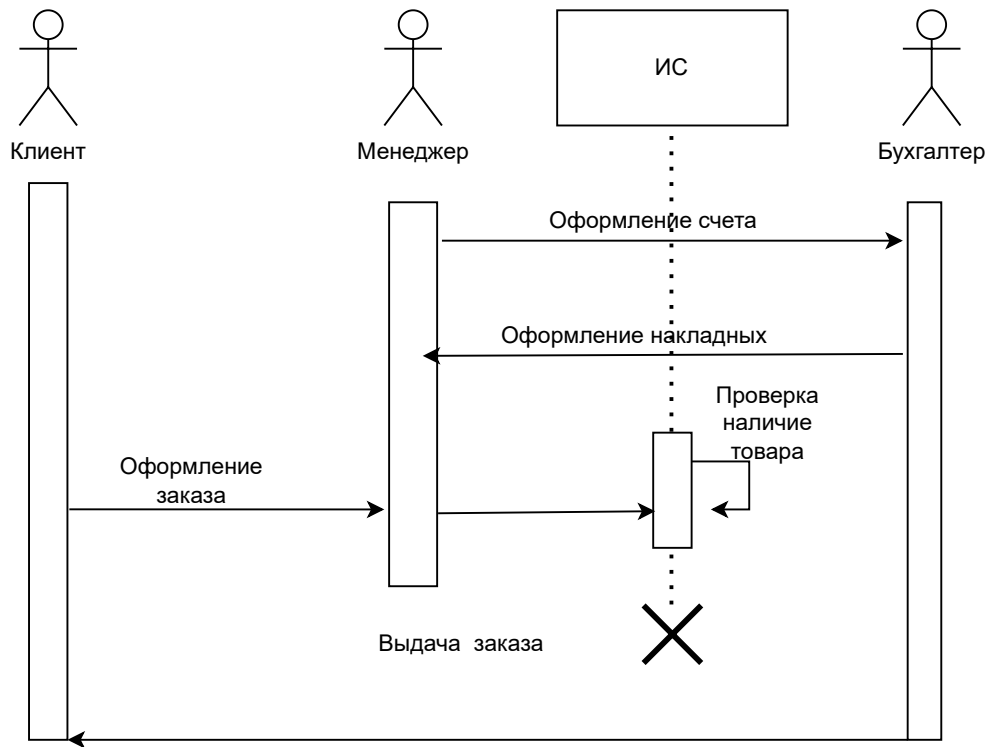 ИС
Клиент
Менеджер
Бухгалтер
Оформление счета
Оформление накладных
Проверка
наличие
товара
Оформление
заказа
Выдача заказа